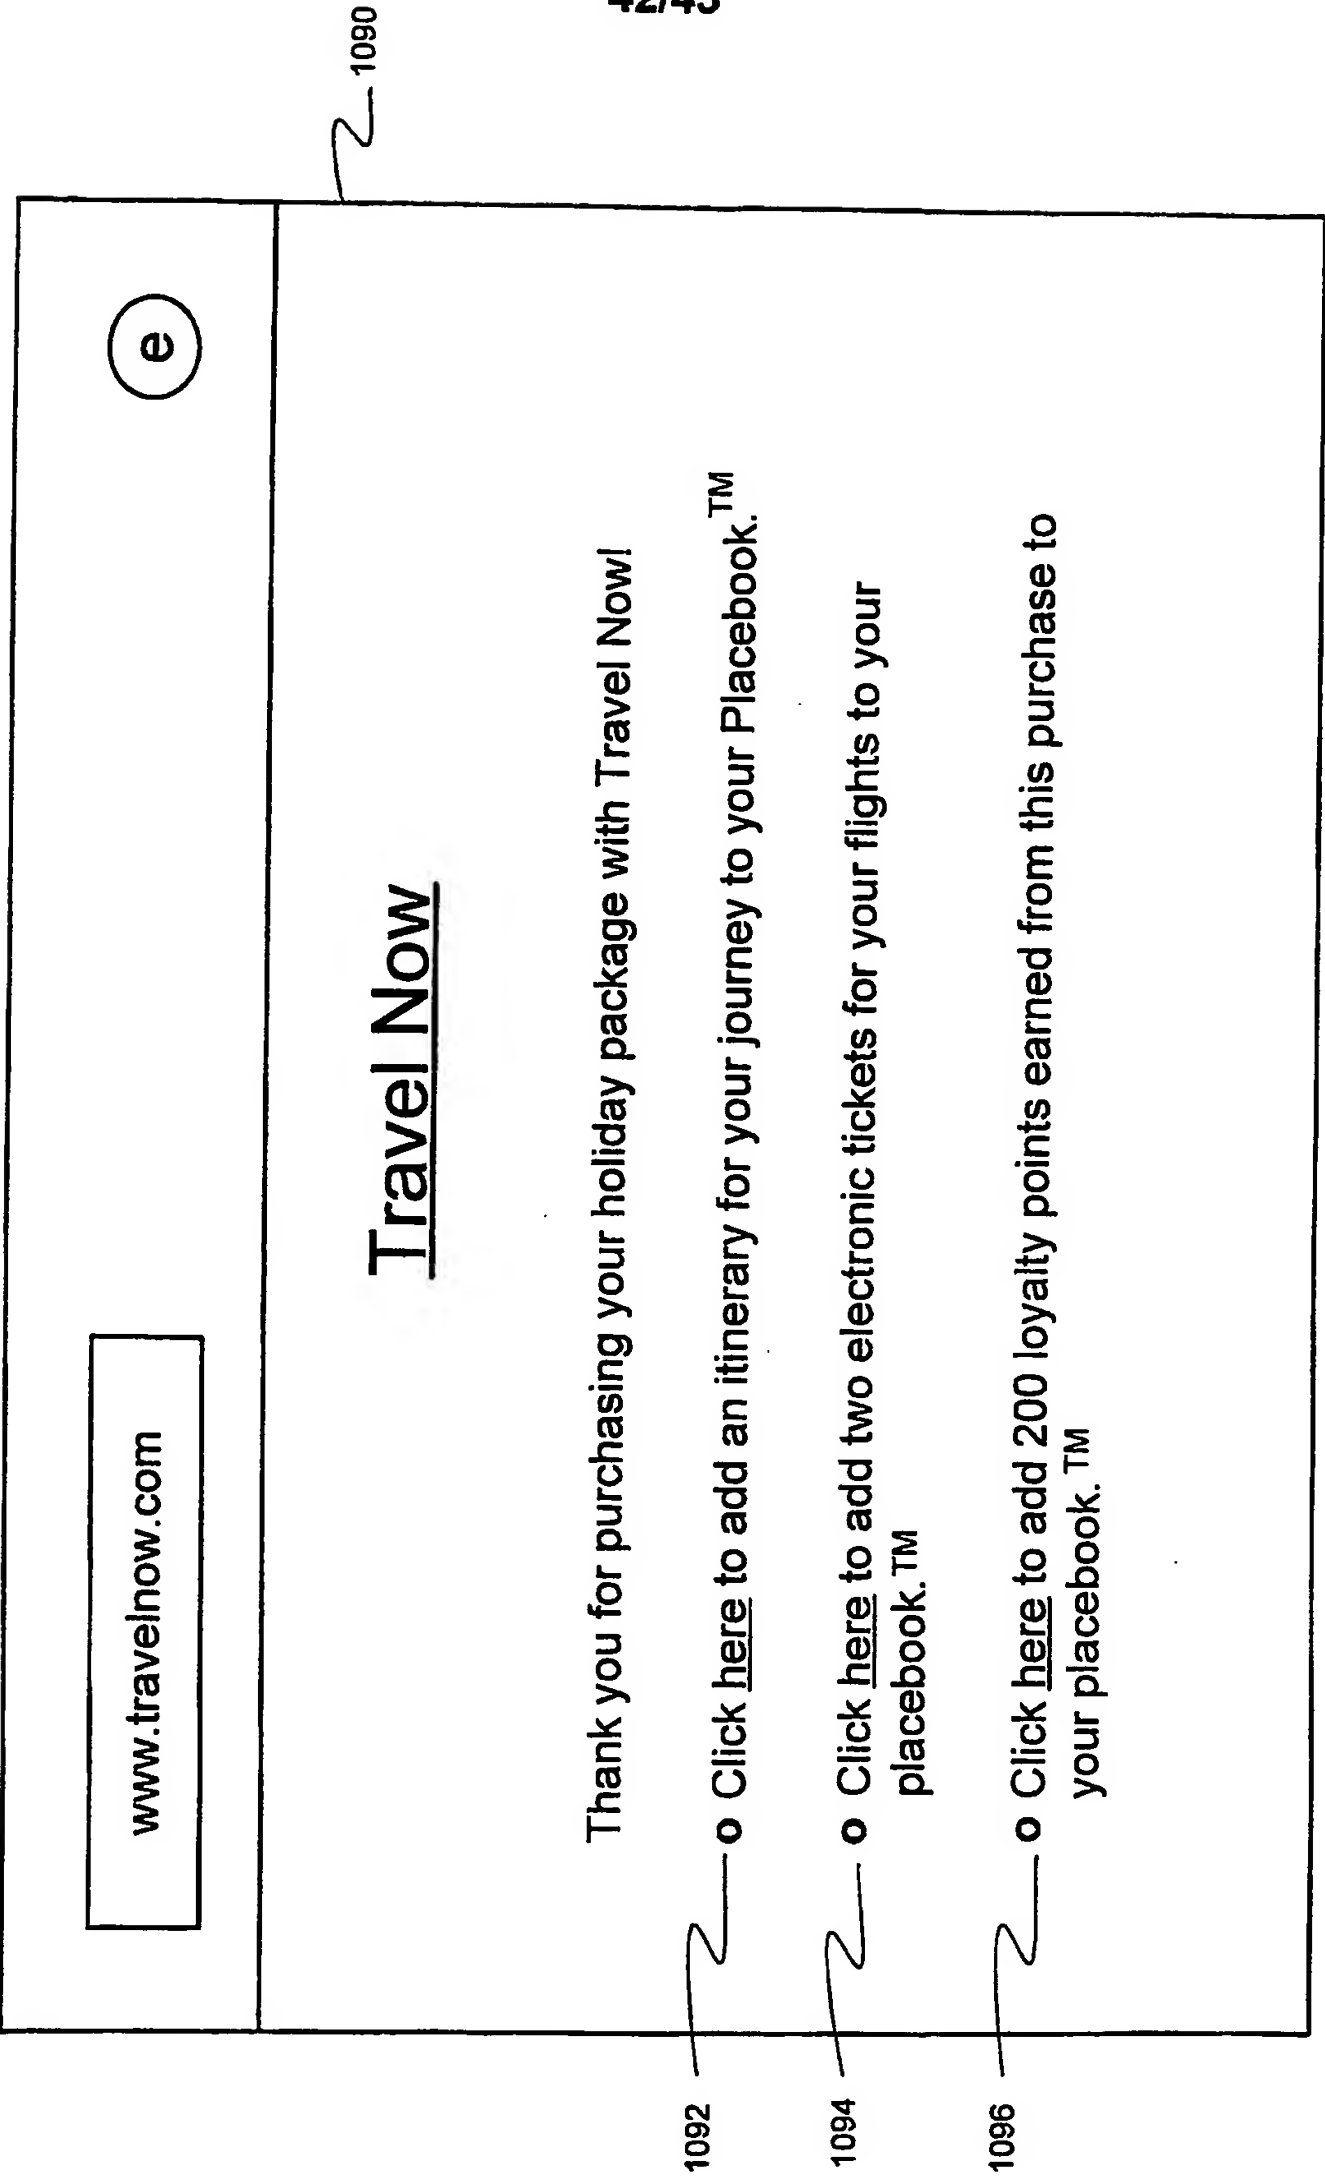 42/43
1090
www.travelnow.com
e
Travel Now
Thank you for purchasing your holiday package with Travel Now!
1092
o Click here to add an itinerary for your journey to your Placebook.™
1094
o Click here to add two electronic tickets for your flights to your
placebook.™
1096
o Click here to add 200 loyalty points earned from this purchase to
your placebook.™